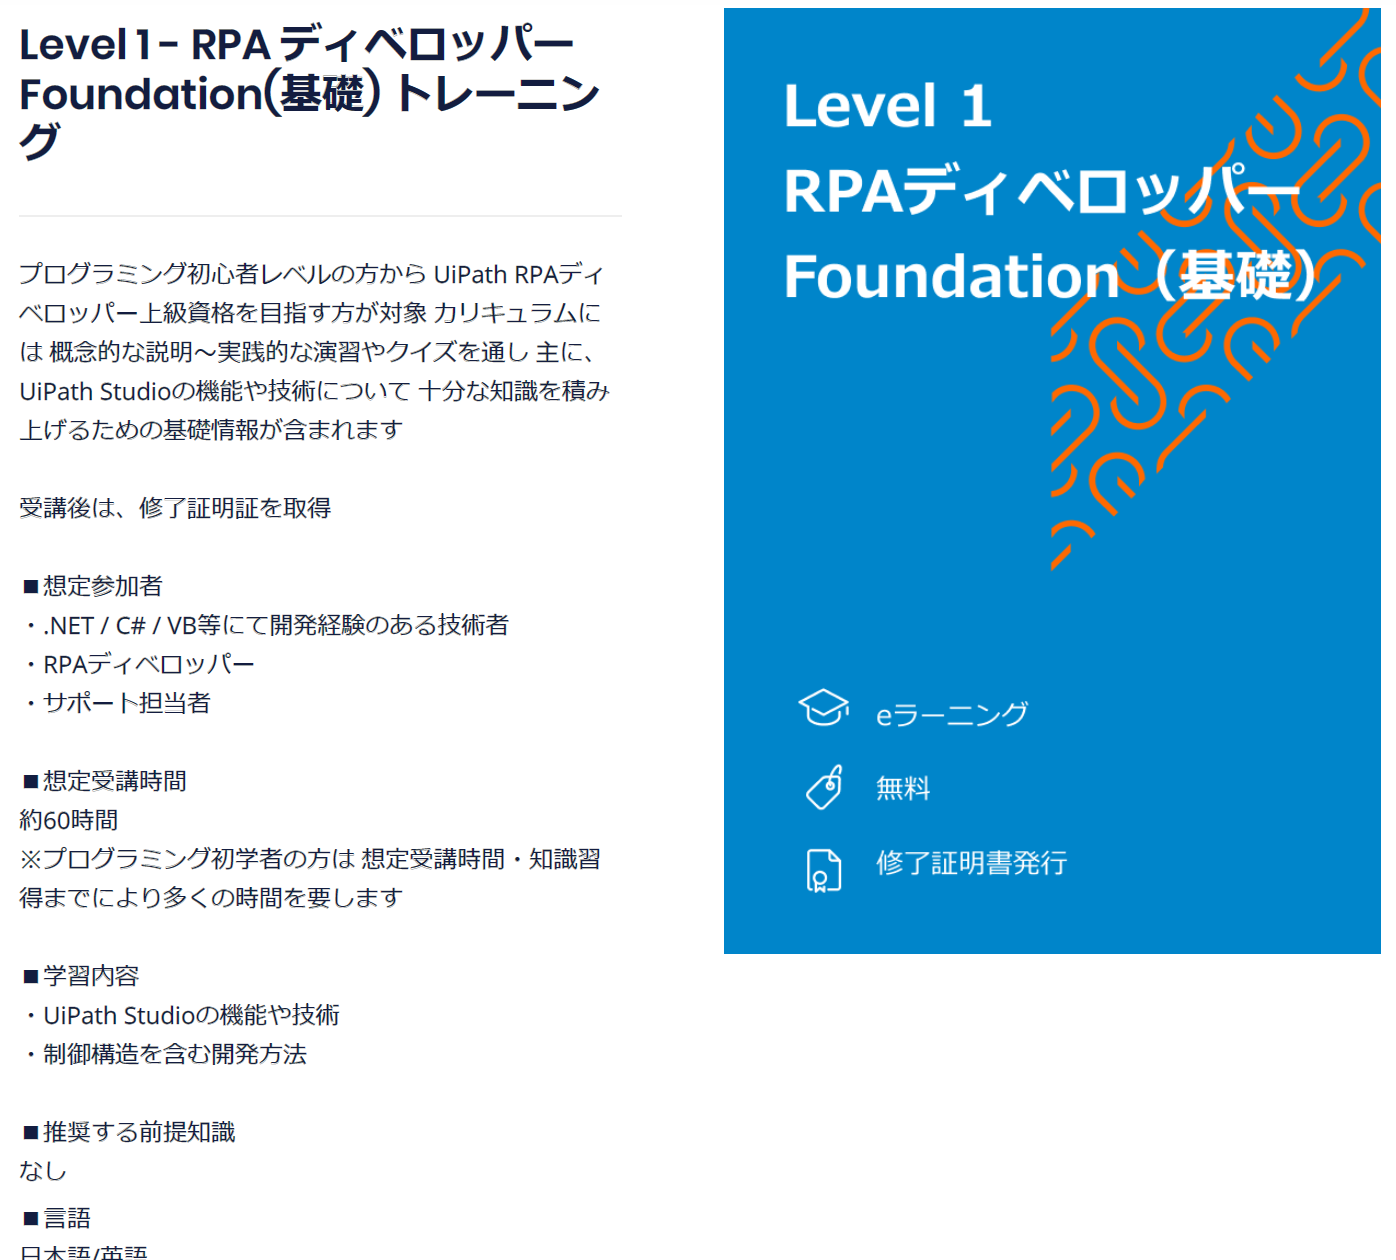 Level 1 - RPA ディベロッパー
Foundation(基礎) トレーニン
グ
プログラミング初心者レベルの方から UiPath RPAディ
ベロッパー上級資格を目指す方が対象 カリキュラムに
は 概念的な説明～実践的な演習やクイズを通し 主に、
UiPath Studioの機能や技術について 十分な知識を積み
上げるための基礎情報が含まれます
受講後は、修了証明証を取得
■想定参加者
・.NET / C# / VB等にて開発経験のある技術者
・RPAディベロッパー
・サポート担当者
■想定受講時間
約60時間
※プログラミング初学者の方は 想定受講時間・知識習
得までにより多くの時間を要します
■学習内容
・UiPath Studioの機能や技術
・制御構造を含む開発方法
■推奨する前提知識
なし
■言語
日本語/英語
Level 1
RPAディベロッパー
Foundation（基礎）
eラーニング
無料
修了証明書発行